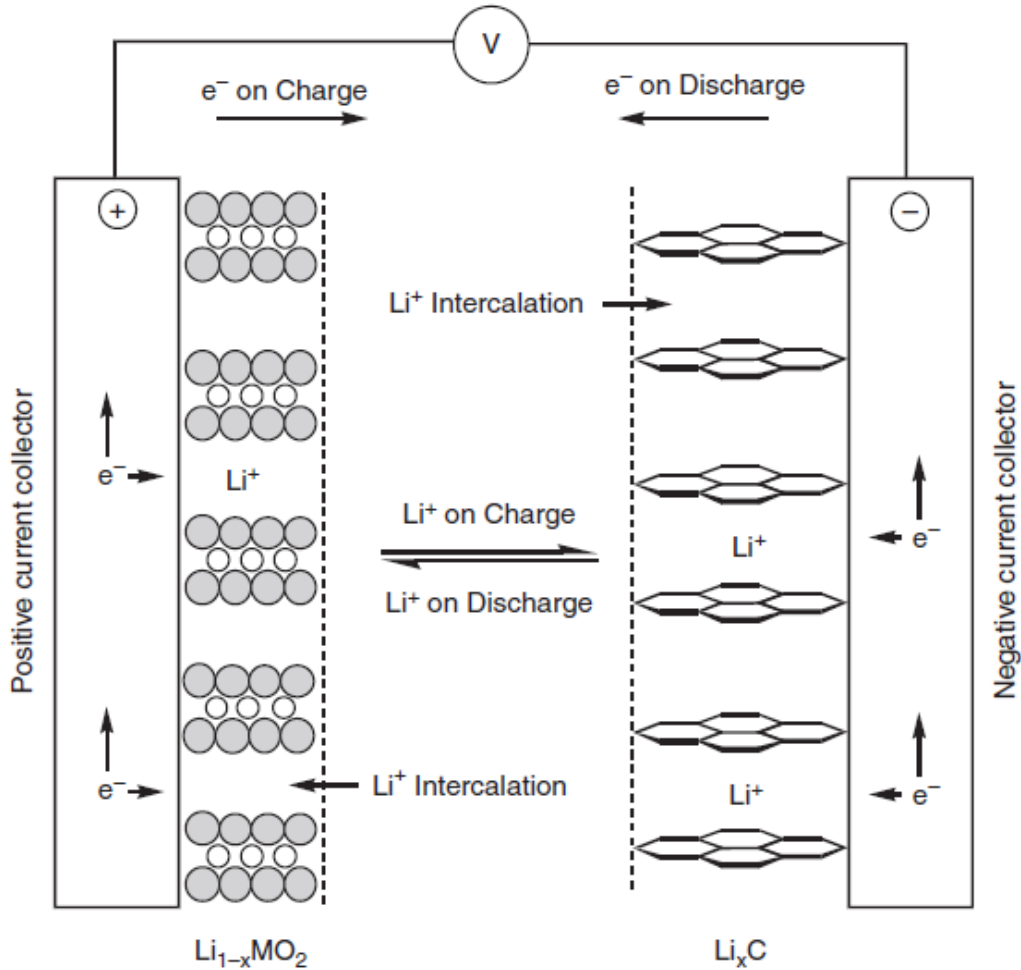 V
e⁻ on Charge
e⁻ on Discharge
+
−
Li⁺ Intercalation
Positive current collector
Negative current collector
e⁻
Li⁺
Li⁺ on Charge
Li⁺ on Discharge
Li⁺
e⁻
e⁻
Li⁺ Intercalation
Li⁺
e⁻
Li₁₋ₓMO₂
LiₓC